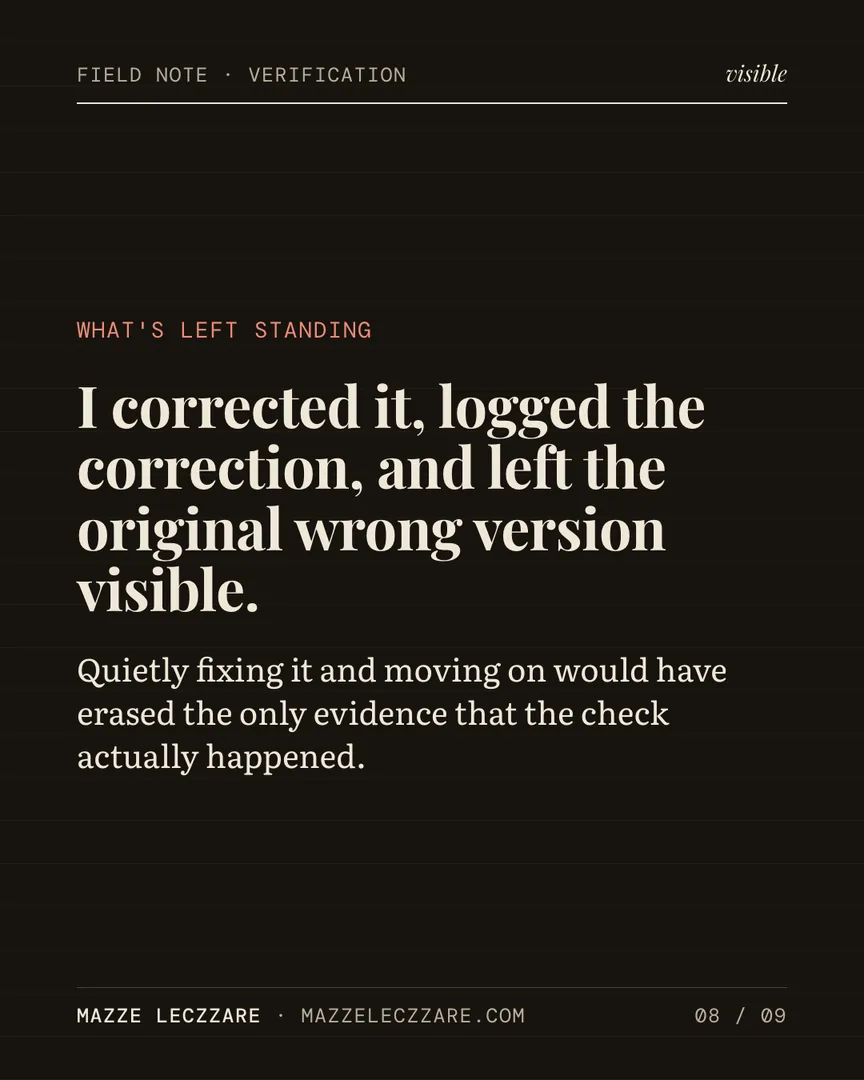 FIELD NOTE · VERIFICATION
visible
WHAT'S LEFT STANDING
I corrected it, logged the
correction, and left the
original wrong version
visible.
Quietly fixing it and moving on would have
erased the only evidence that the check
actually happened.
MAZZE LECZZARE · MAZZELECZZARE.COM
08 / 09